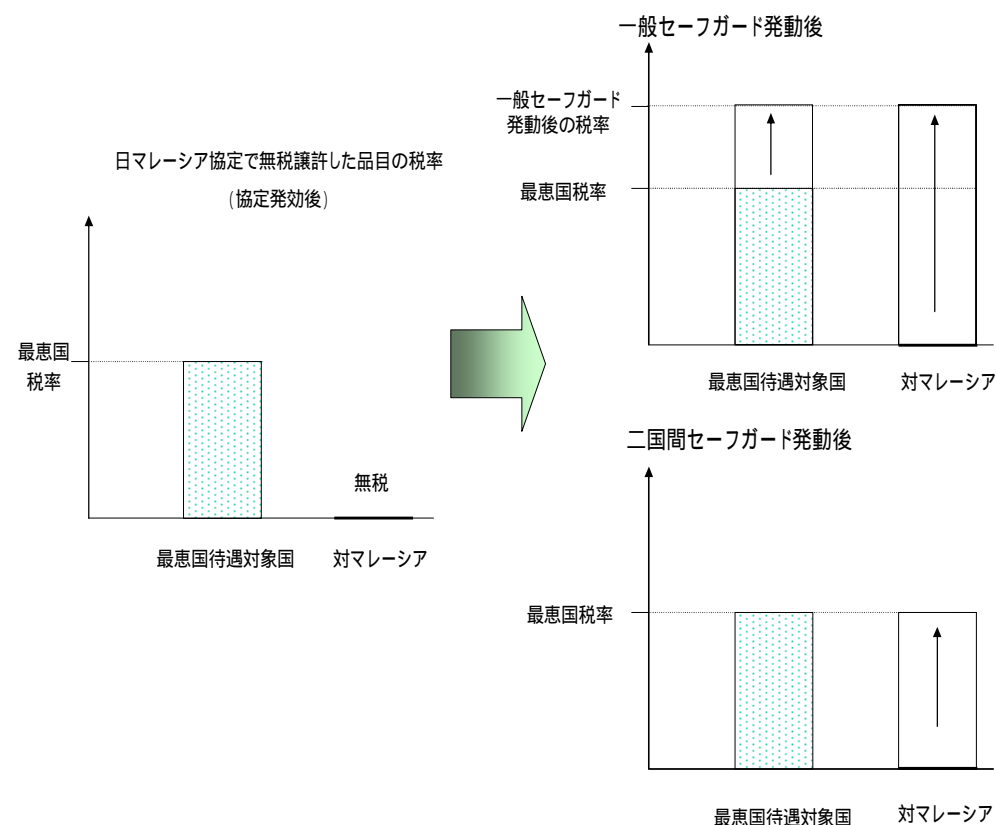 日マレーシア協定で無税譲許した品目の税率
（協定発効後）
最恵国
税率
無税
最恵国待遇対象国
対マレーシア
一般セーフガード発動後
一般セーフガード
発動後の税率
最恵国税率
最恵国待遇対象国
対マレーシア
二国間セーフガード発動後
最恵国税率
最恵国待遇対象国
対マレーシア